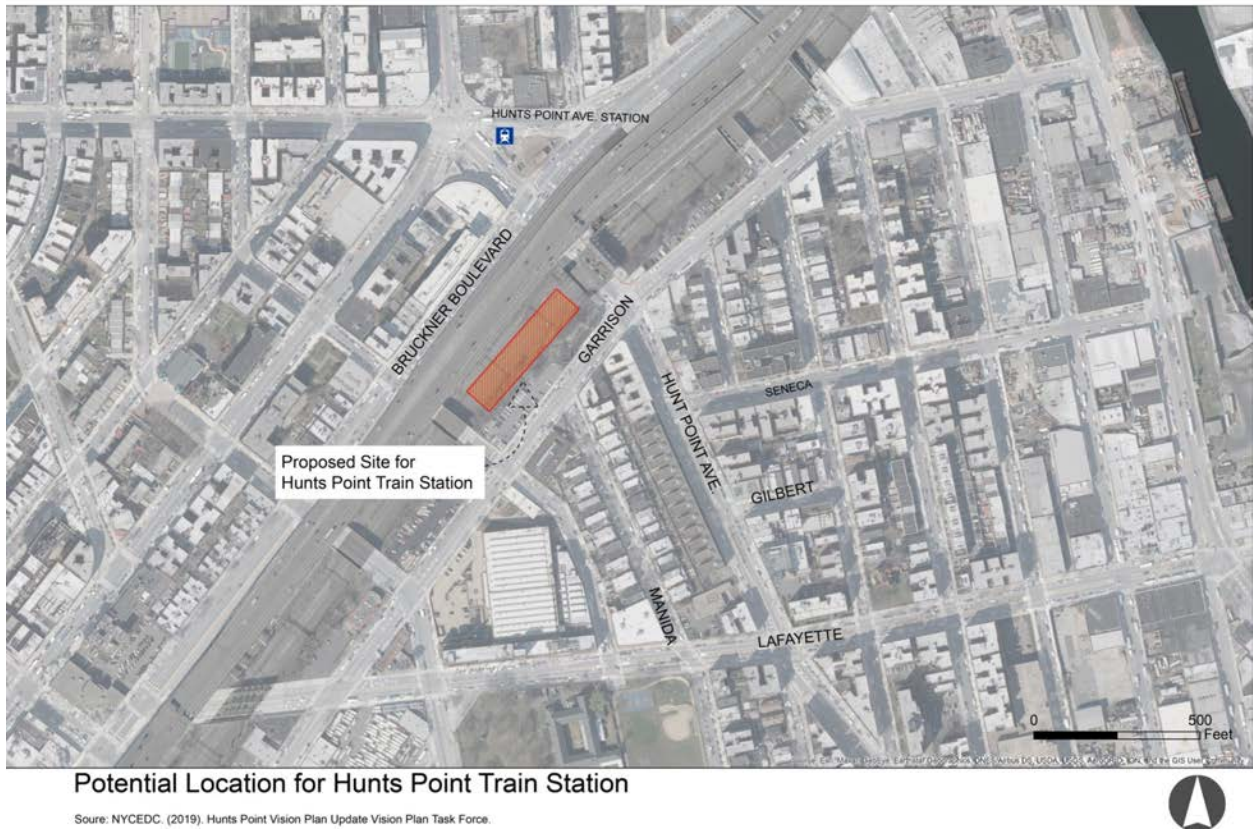 HUNTS POINT AVE. STATION
BRUCKNER BOULEVARD
GARRISON
HUNT POINT AVE.
SENECA
GILBERT
Proposed Site for
Hunts Point Train Station
MANIDA
LAFAYETTE
0 500
Feet
Potential Location for Hunts Point Train Station
Soure: NYCEDC. (2019). Hunts Point Vision Plan Update Vision Plan Task Force.